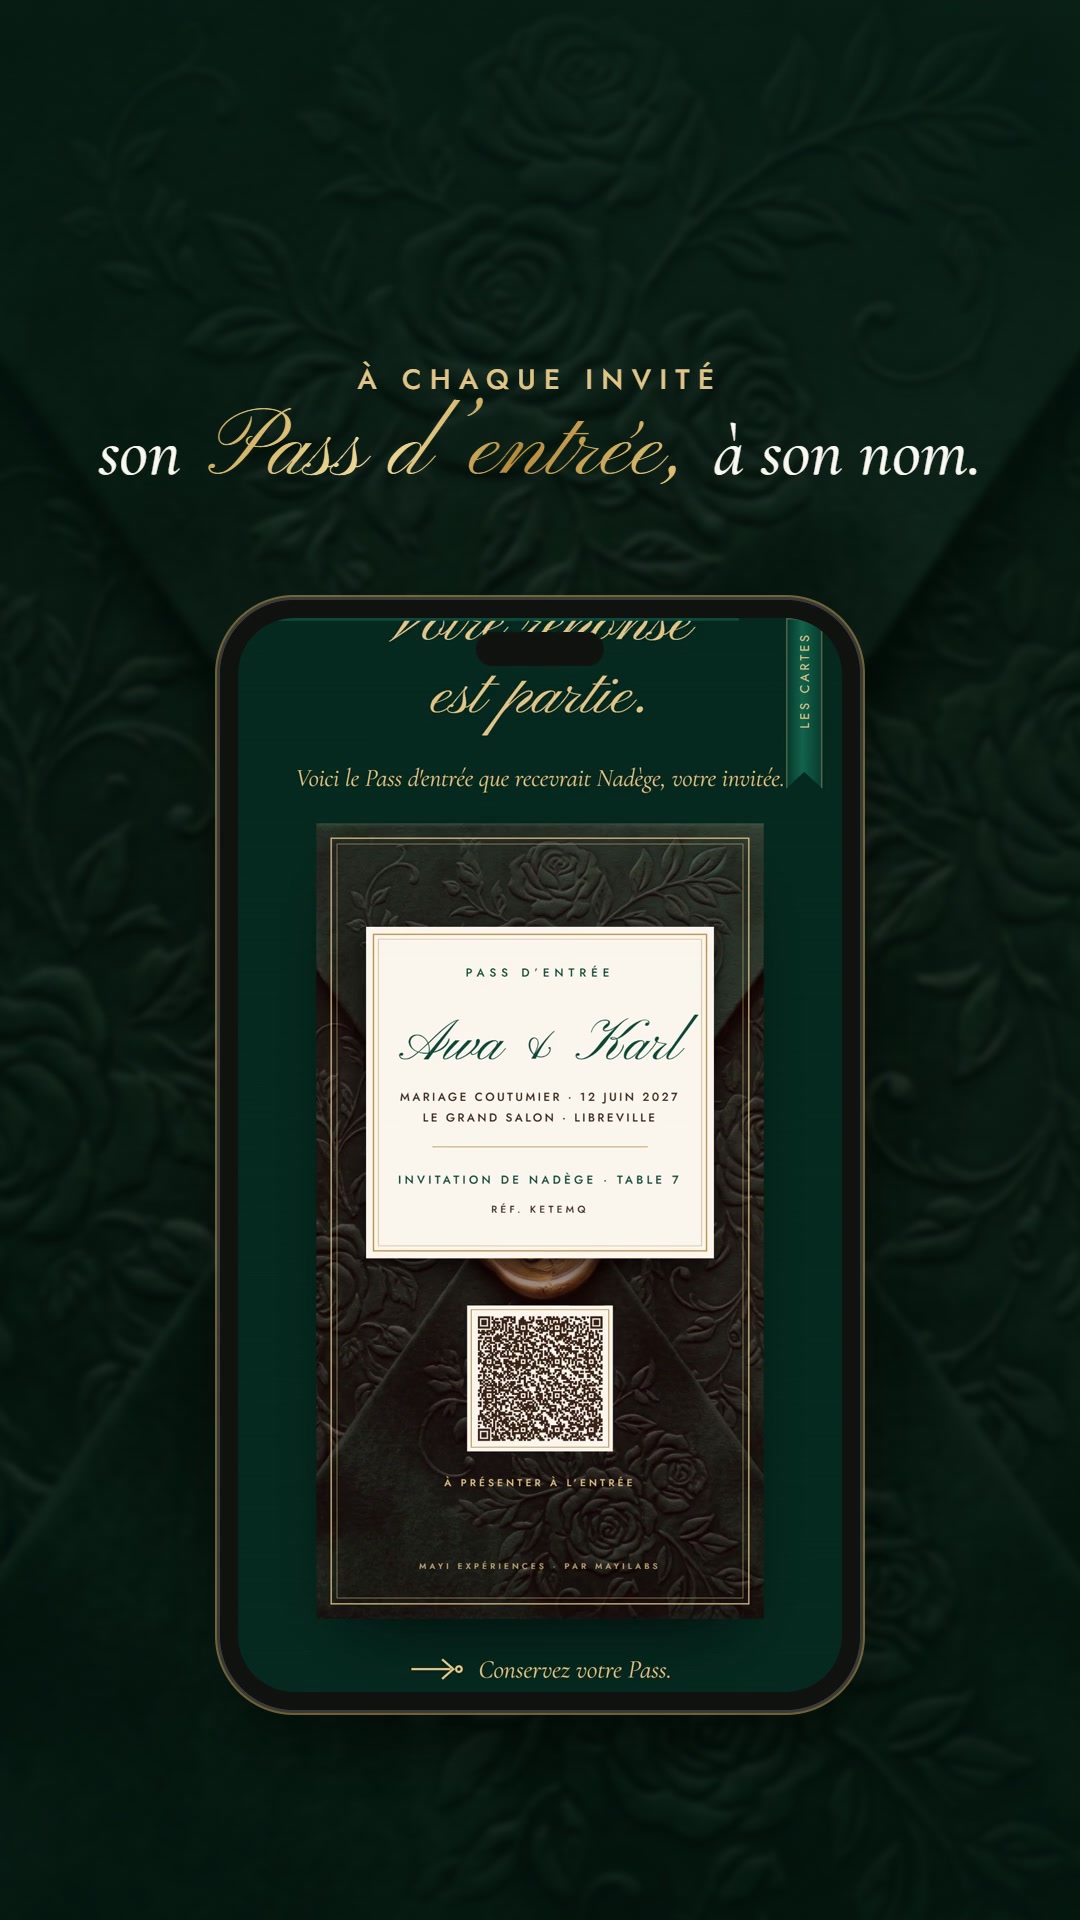 À CHAQUE INVITÉ
son Pass d’entrée, à son nom.
Votre réponse
est partie.
LES CARTES
Voici le Pass d'entrée que recevrait Nadège, votre invitée.
PASS D’ENTRÉE
Awa & Karl
MARIAGE COUTUMIER · 12 JUIN 2027
LE GRAND SALON · LIBREVILLE
INVITATION DE NADÈGE · TABLE 7
RÉF. KETEMQ
À PRÉSENTER À L’ENTRÉE
MAYI EXPÉRIENCES · PAR MAYILABS
Conservez votre Pass.